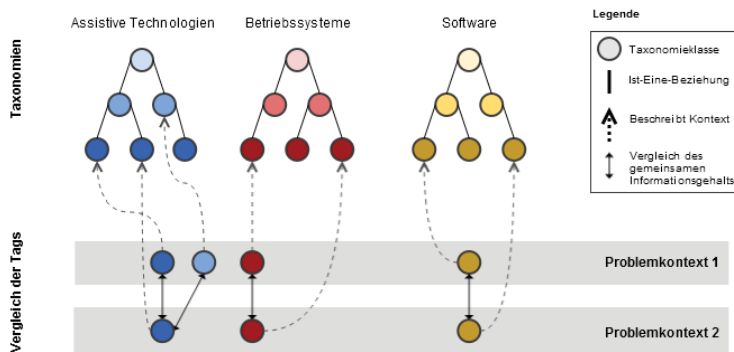 Assistive Technologien
Betriebssysteme
Software
Taxonomien
Vergleich der Tags
Problemkontext 1
Problemkontext 2
Legende
Taxonomieklasse
Ist-Eine-Beziehung
Beschreibt Kontext
Vergleich des
gemeinsamen
Informationsgehalts